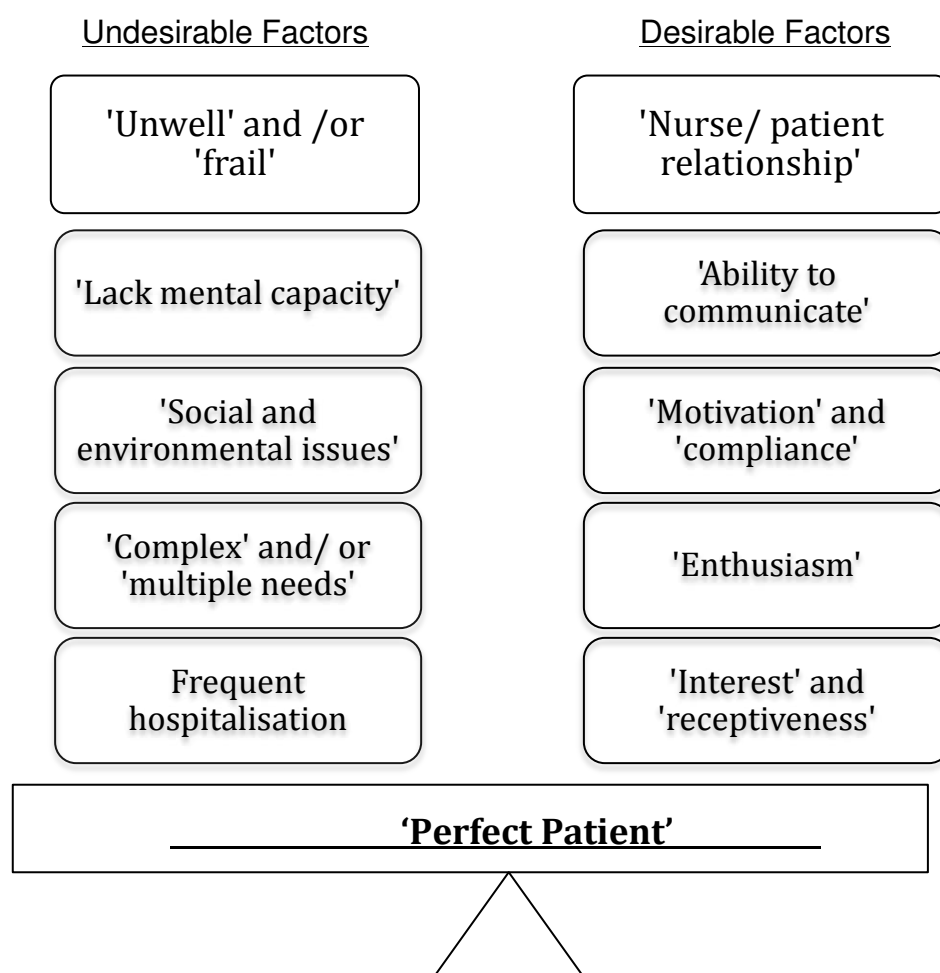 Undesirable Factors
'Unwell' and /or
'frail'
'Lack mental capacity'
'Social and
environmental issues'
'Complex' and/ or
'multiple needs'
Frequent
hospitalisation
Desirable Factors
'Nurse/ patient
relationship'
'Ability to
communicate'
'Motivation' and
'compliance'
'Enthusiasm'
'Interest' and
'receptiveness'
‘Perfect Patient’